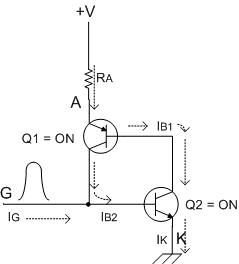 +V
RA
A
Q1 = ON
IB1
G
IG
IB2
Q2 = ON
IK
K